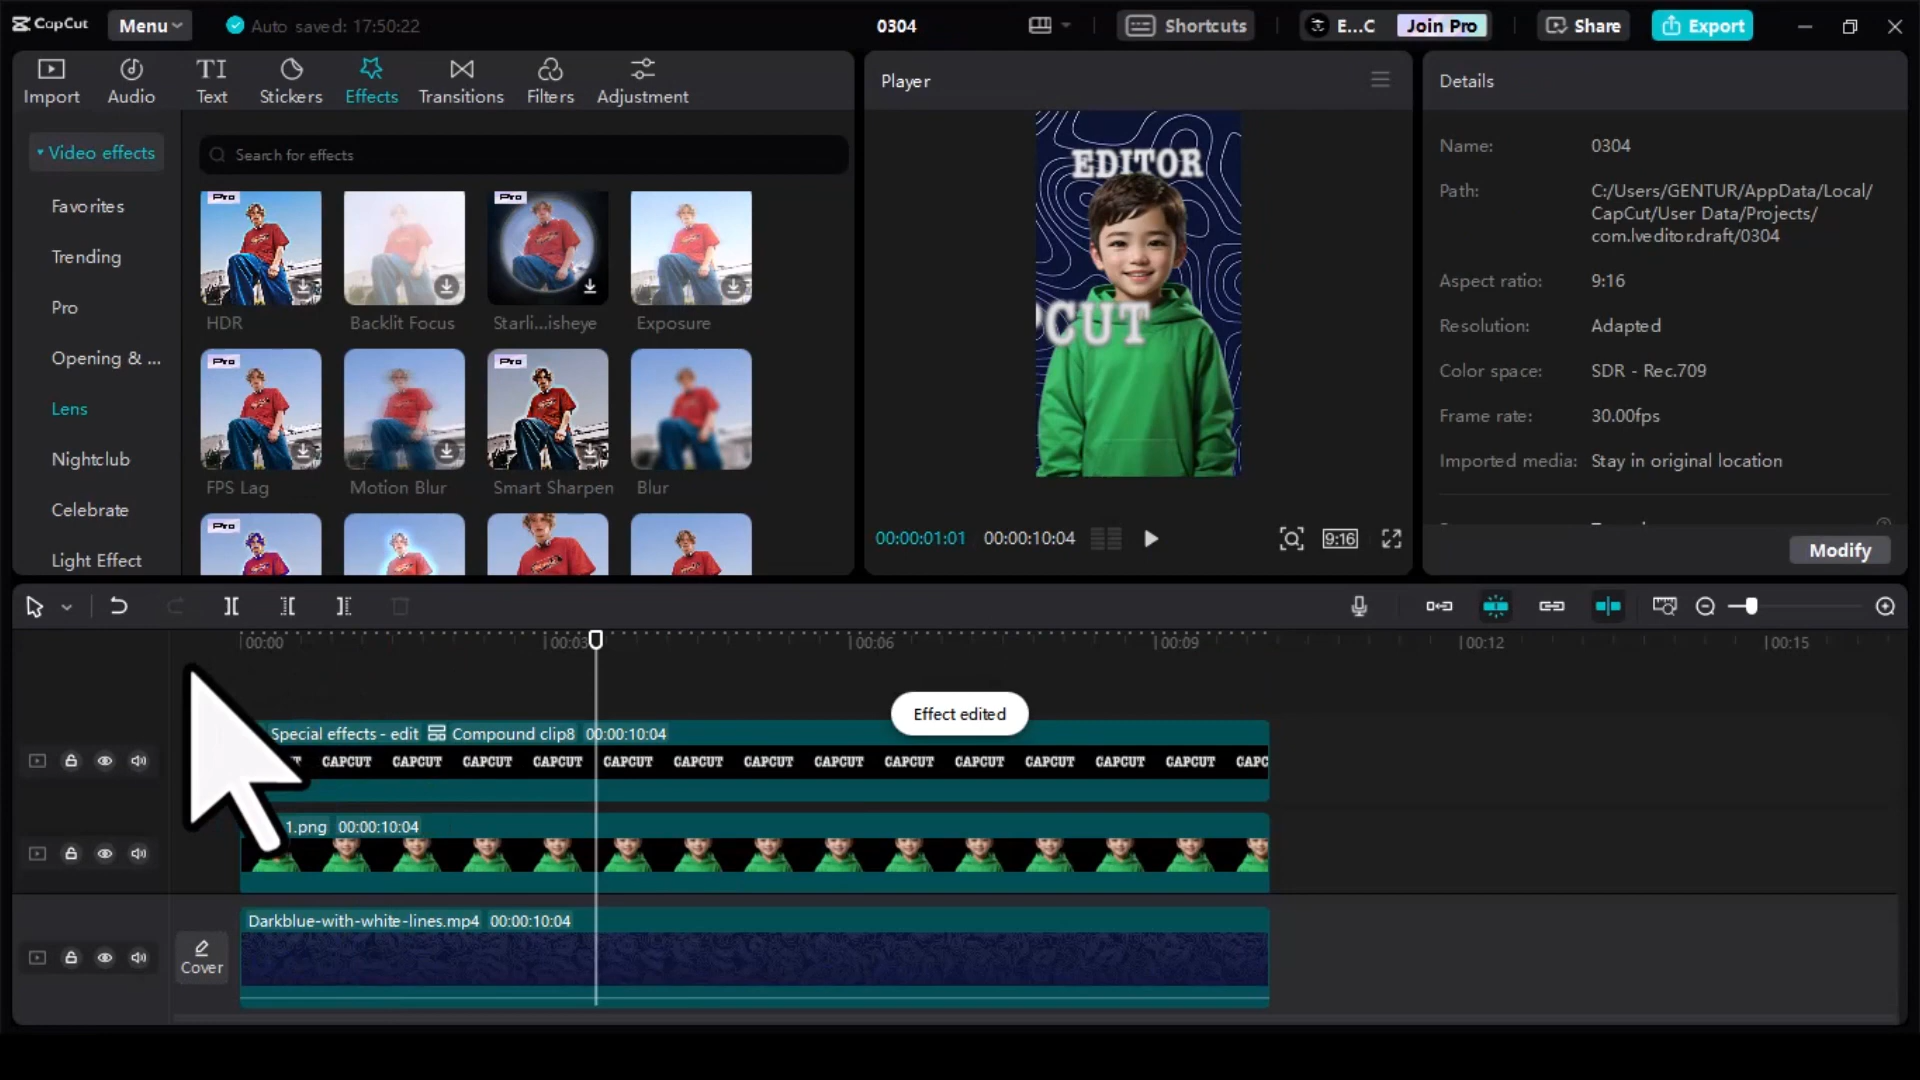 CapCut
Menu
Auto saved: 17:50:22
0304
Shortcuts
E...C
Join Pro
Share
Export
Import
Audio
TI
Text
Stickers
Effects
Transitions
Filters
Adjustment
Player
Details
Video effects
Favorites
Trending
Pro
Opening & ...
Lens
Nightclub
Celebrate
Light Effect
Search for effects
Pro
Pro
HDR
Backlit Focus
Starli...isheye
Exposure
Pro
Pro
FPS Lag
Motion Blur
Smart Sharpen
Blur
Pro
EDITOR
PCUT
00:00:01:01
00:00:10:04
9:16
Name:
0304
Path:
C:/Users/GENTUR/AppData/Local/
CapCut/User Data/Projects/
com.lveditor.draft/0304
Aspect ratio:
9:16
Resolution:
Adapted
Color space:
SDR - Rec.709
Frame rate:
30.00fps
Imported media:
Stay in original location
Modify
00:00
00:03
00:06
00:09
00:12
00:15
Effect edited
Special effects - edit
Compound clip8
00:00:10:04
CAPCUT CAPCUT CAPCUT CAPCUT CAPCUT CAPCUT CAPCUT CAPCUT CAPCUT CAPCUT CAPCUT CAPCUT CAPCUT CAPC
1.png
00:00:10:04
Cover
Darkblue-with-white-lines.mp4
00:00:10:04